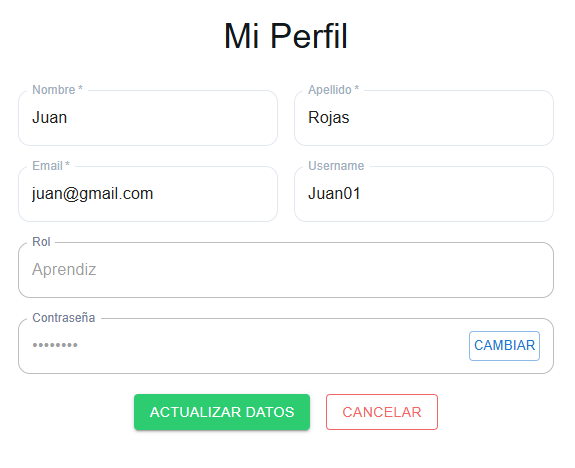 Mi Perfil
Nombre * Apellido *
Juan Rojas
Email * Username
juan@gmail.com Juan01
Rol
Aprendiz
Contraseña
•••••••• CAMBIAR
ACTUALIZAR DATOS CANCELAR